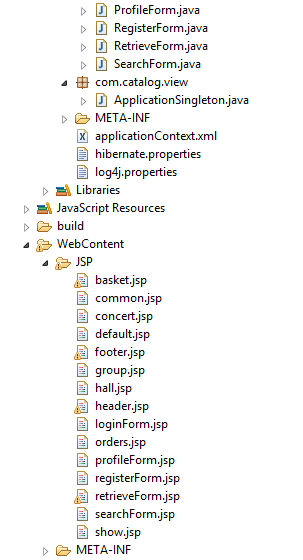 ProfileForm.java
RegisterForm.java
RetrieveForm.java
SearchForm.java
com.catalog.view
ApplicationSingleton.java
META-INF
applicationContext.xml
hibernate.properties
log4j.properties
Libraries
JavaScript Resources
build
WebContent
JSP
basket.jsp
common.jsp
concert.jsp
default.jsp
footer.jsp
group.jsp
hall.jsp
header.jsp
loginForm.jsp
orders.jsp
profileForm.jsp
registerForm.jsp
retrieveForm.jsp
searchForm.jsp
show.jsp
META-INF